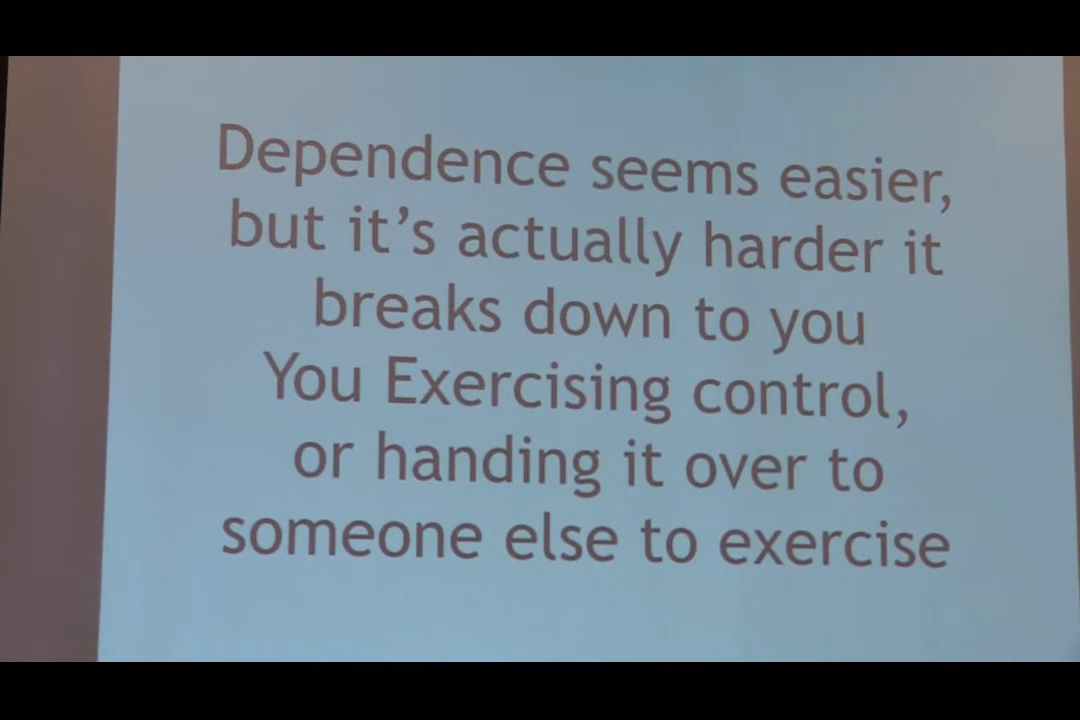 Dependence seems easier,
but it’s actually harder it
breaks down to you
You Exercising control,
or handing it over to
someone else to exercise